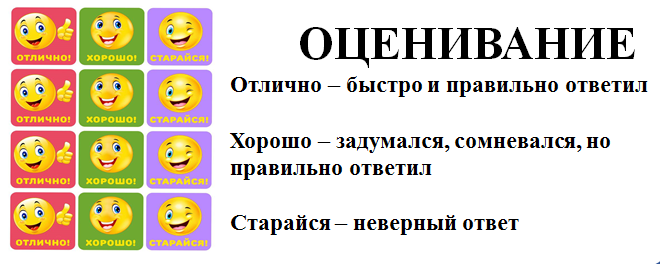 ОТЛИЧНО! ХОРОШО! СТАРАЙСЯ!
ОТЛИЧНО! ХОРОШО! СТАРАЙСЯ!
ОТЛИЧНО! ХОРОШО! СТАРАЙСЯ!
ОТЛИЧНО! ХОРОШО! СТАРАЙСЯ!
ОЦЕНИВАНИЕ
Отлично – быстро и правильно ответил
Хорошо – задумался, сомневался, но
правильно ответил
Старайся – неверный ответ